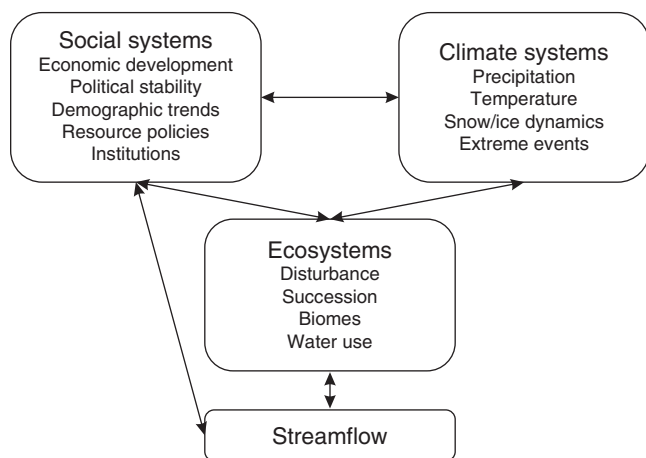 Social systems
Economic development
Political stability
Demographic trends
Resource policies
Institutions
Climate systems
Precipitation
Temperature
Snow/ice dynamics
Extreme events
Ecosystems
Disturbance
Succession
Biomes
Water use
Streamflow